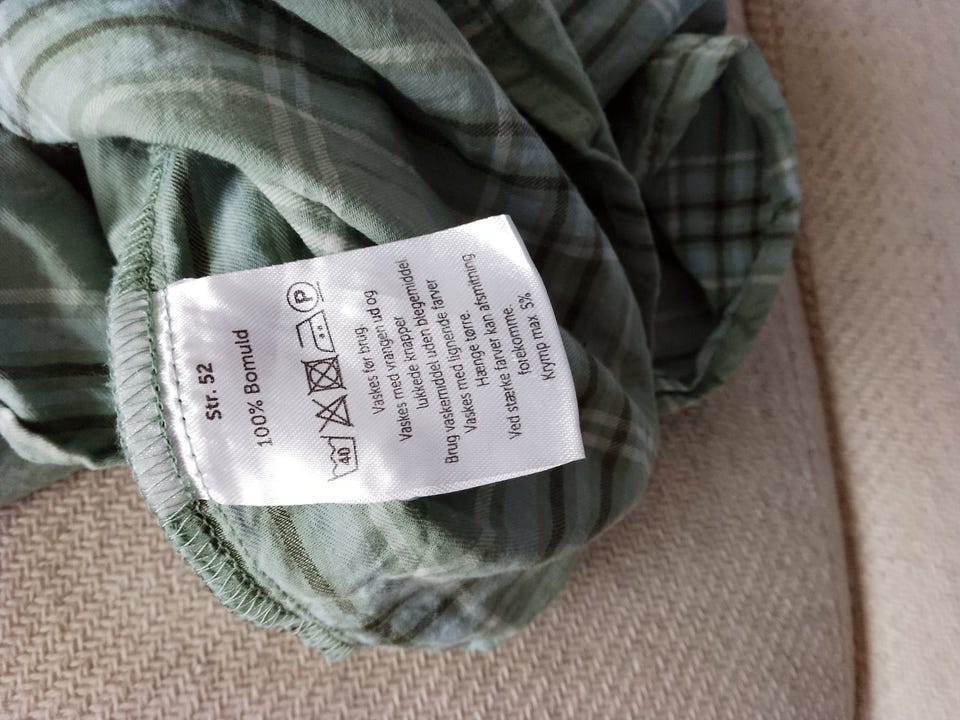 Str. 52
100% Bomuld
40 P
Vaskes før brug.
Vaskes med vrangen ud og
lukkede knapper
Brug vaskemiddel uden blegemiddel
Vaskes med lignende farver
Hænge tørre.
Ved stærke farver kan afsmitning
forekomme.
Krymp max. 5%